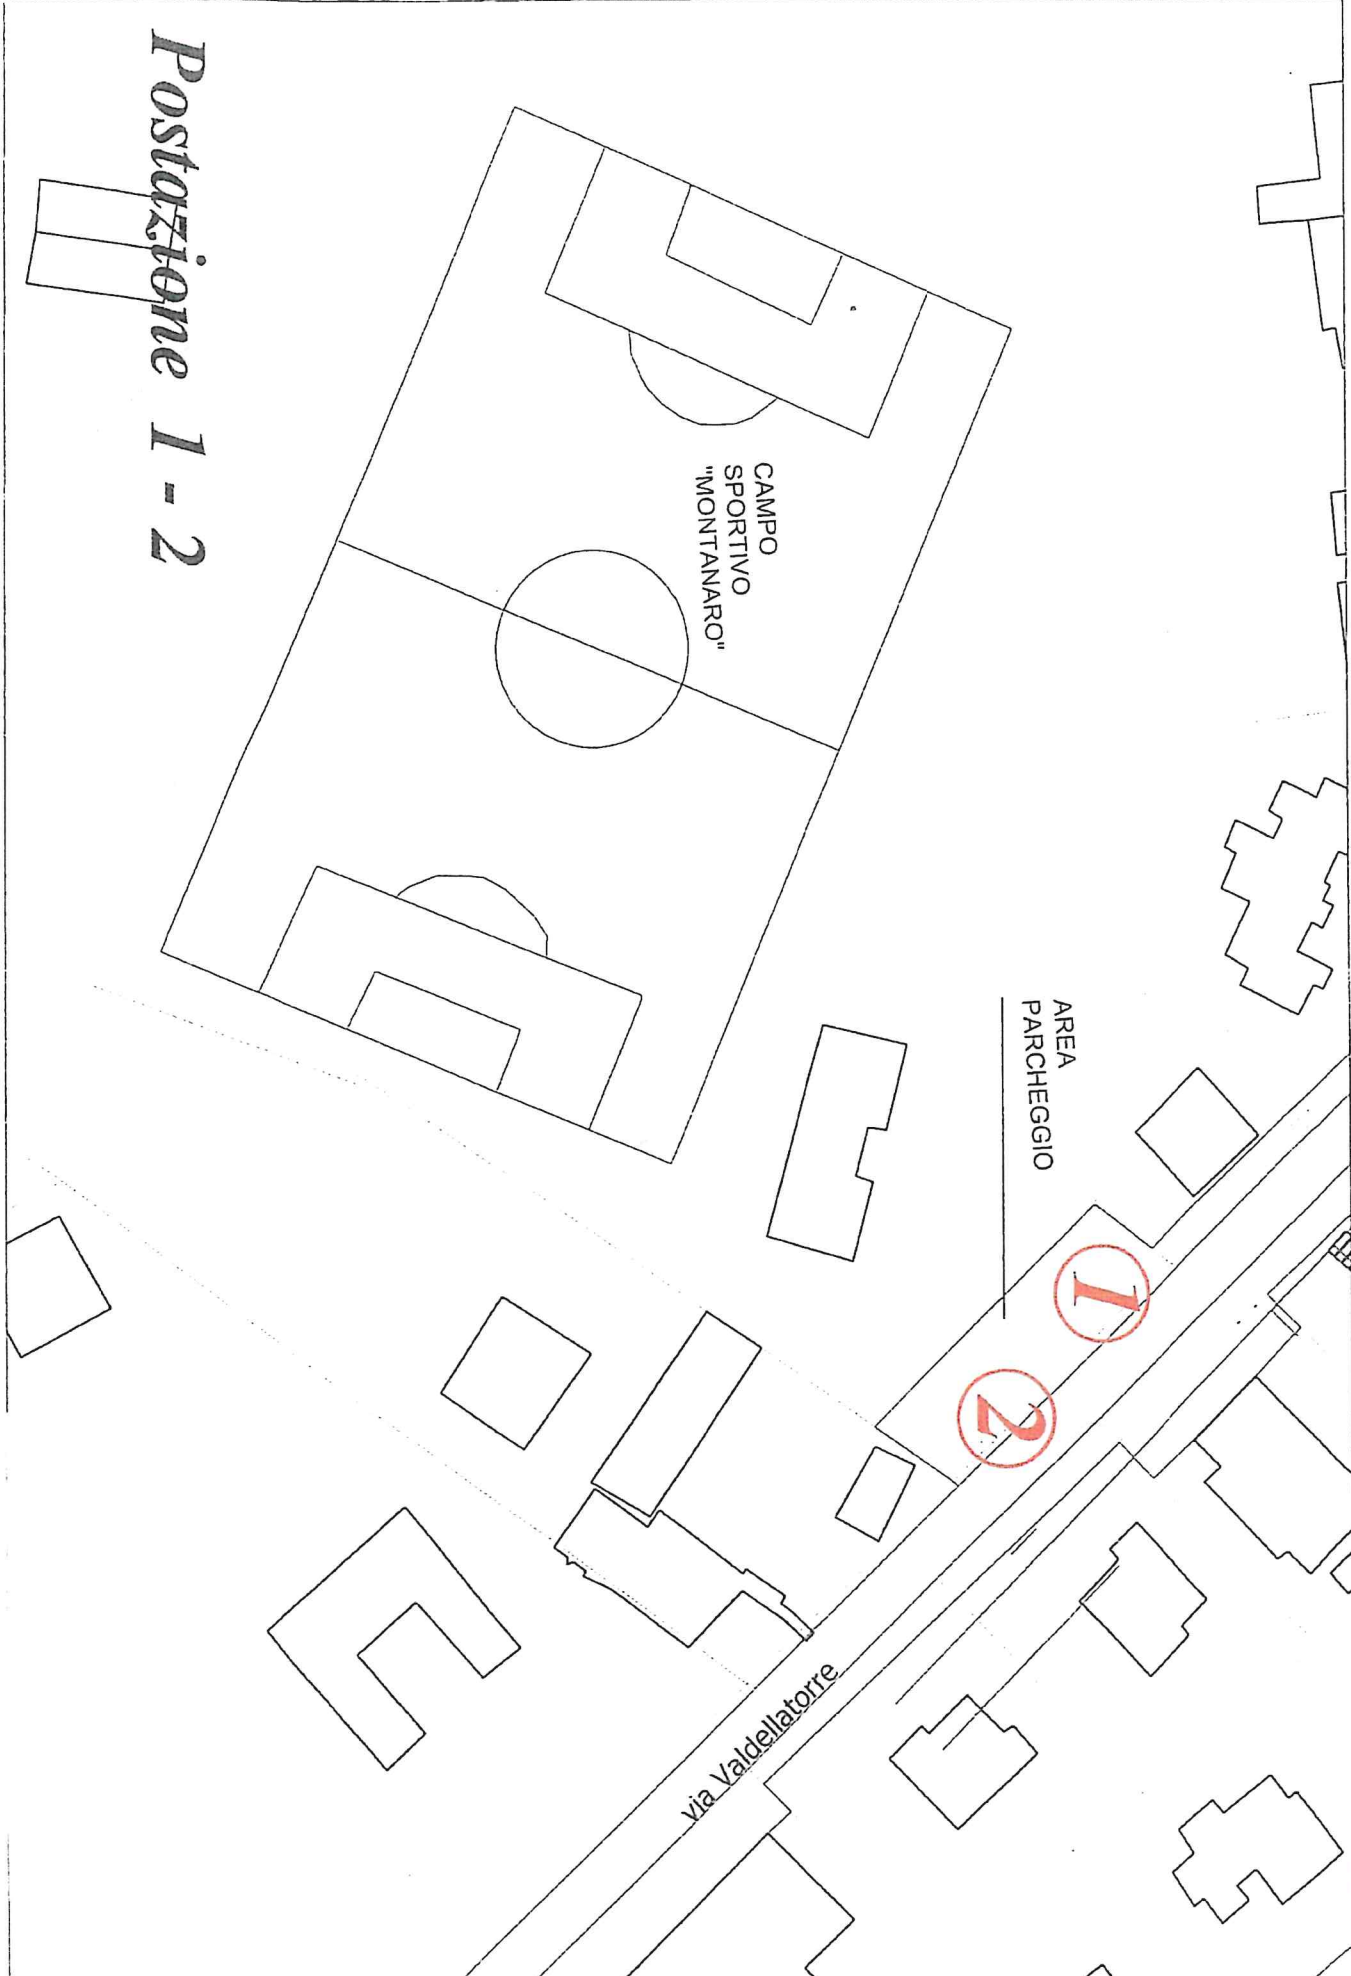 Postazione 1 - 2
CAMPO
SPORTIVO
"MONTANARO"
AREA
PARCHEGGIO
1
2
via Valdellatorre